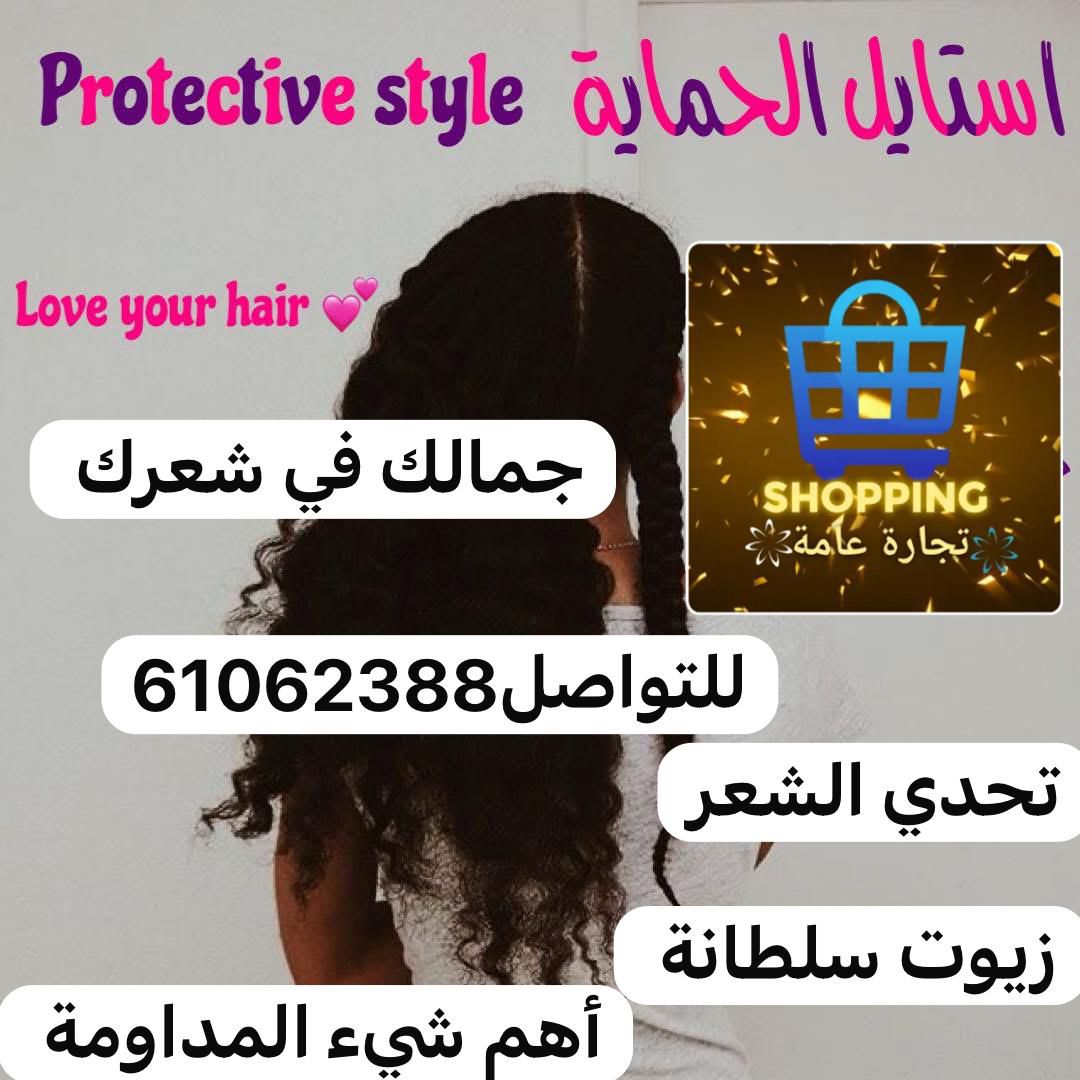 Protective style استايل الحماية
Love your hair 💕
جمالك في شعرك
SHOPPING
تجارة عامة
للتواصل61062388
تحدي الشعر
زيوت سلطانة
أهم شيء المداومة